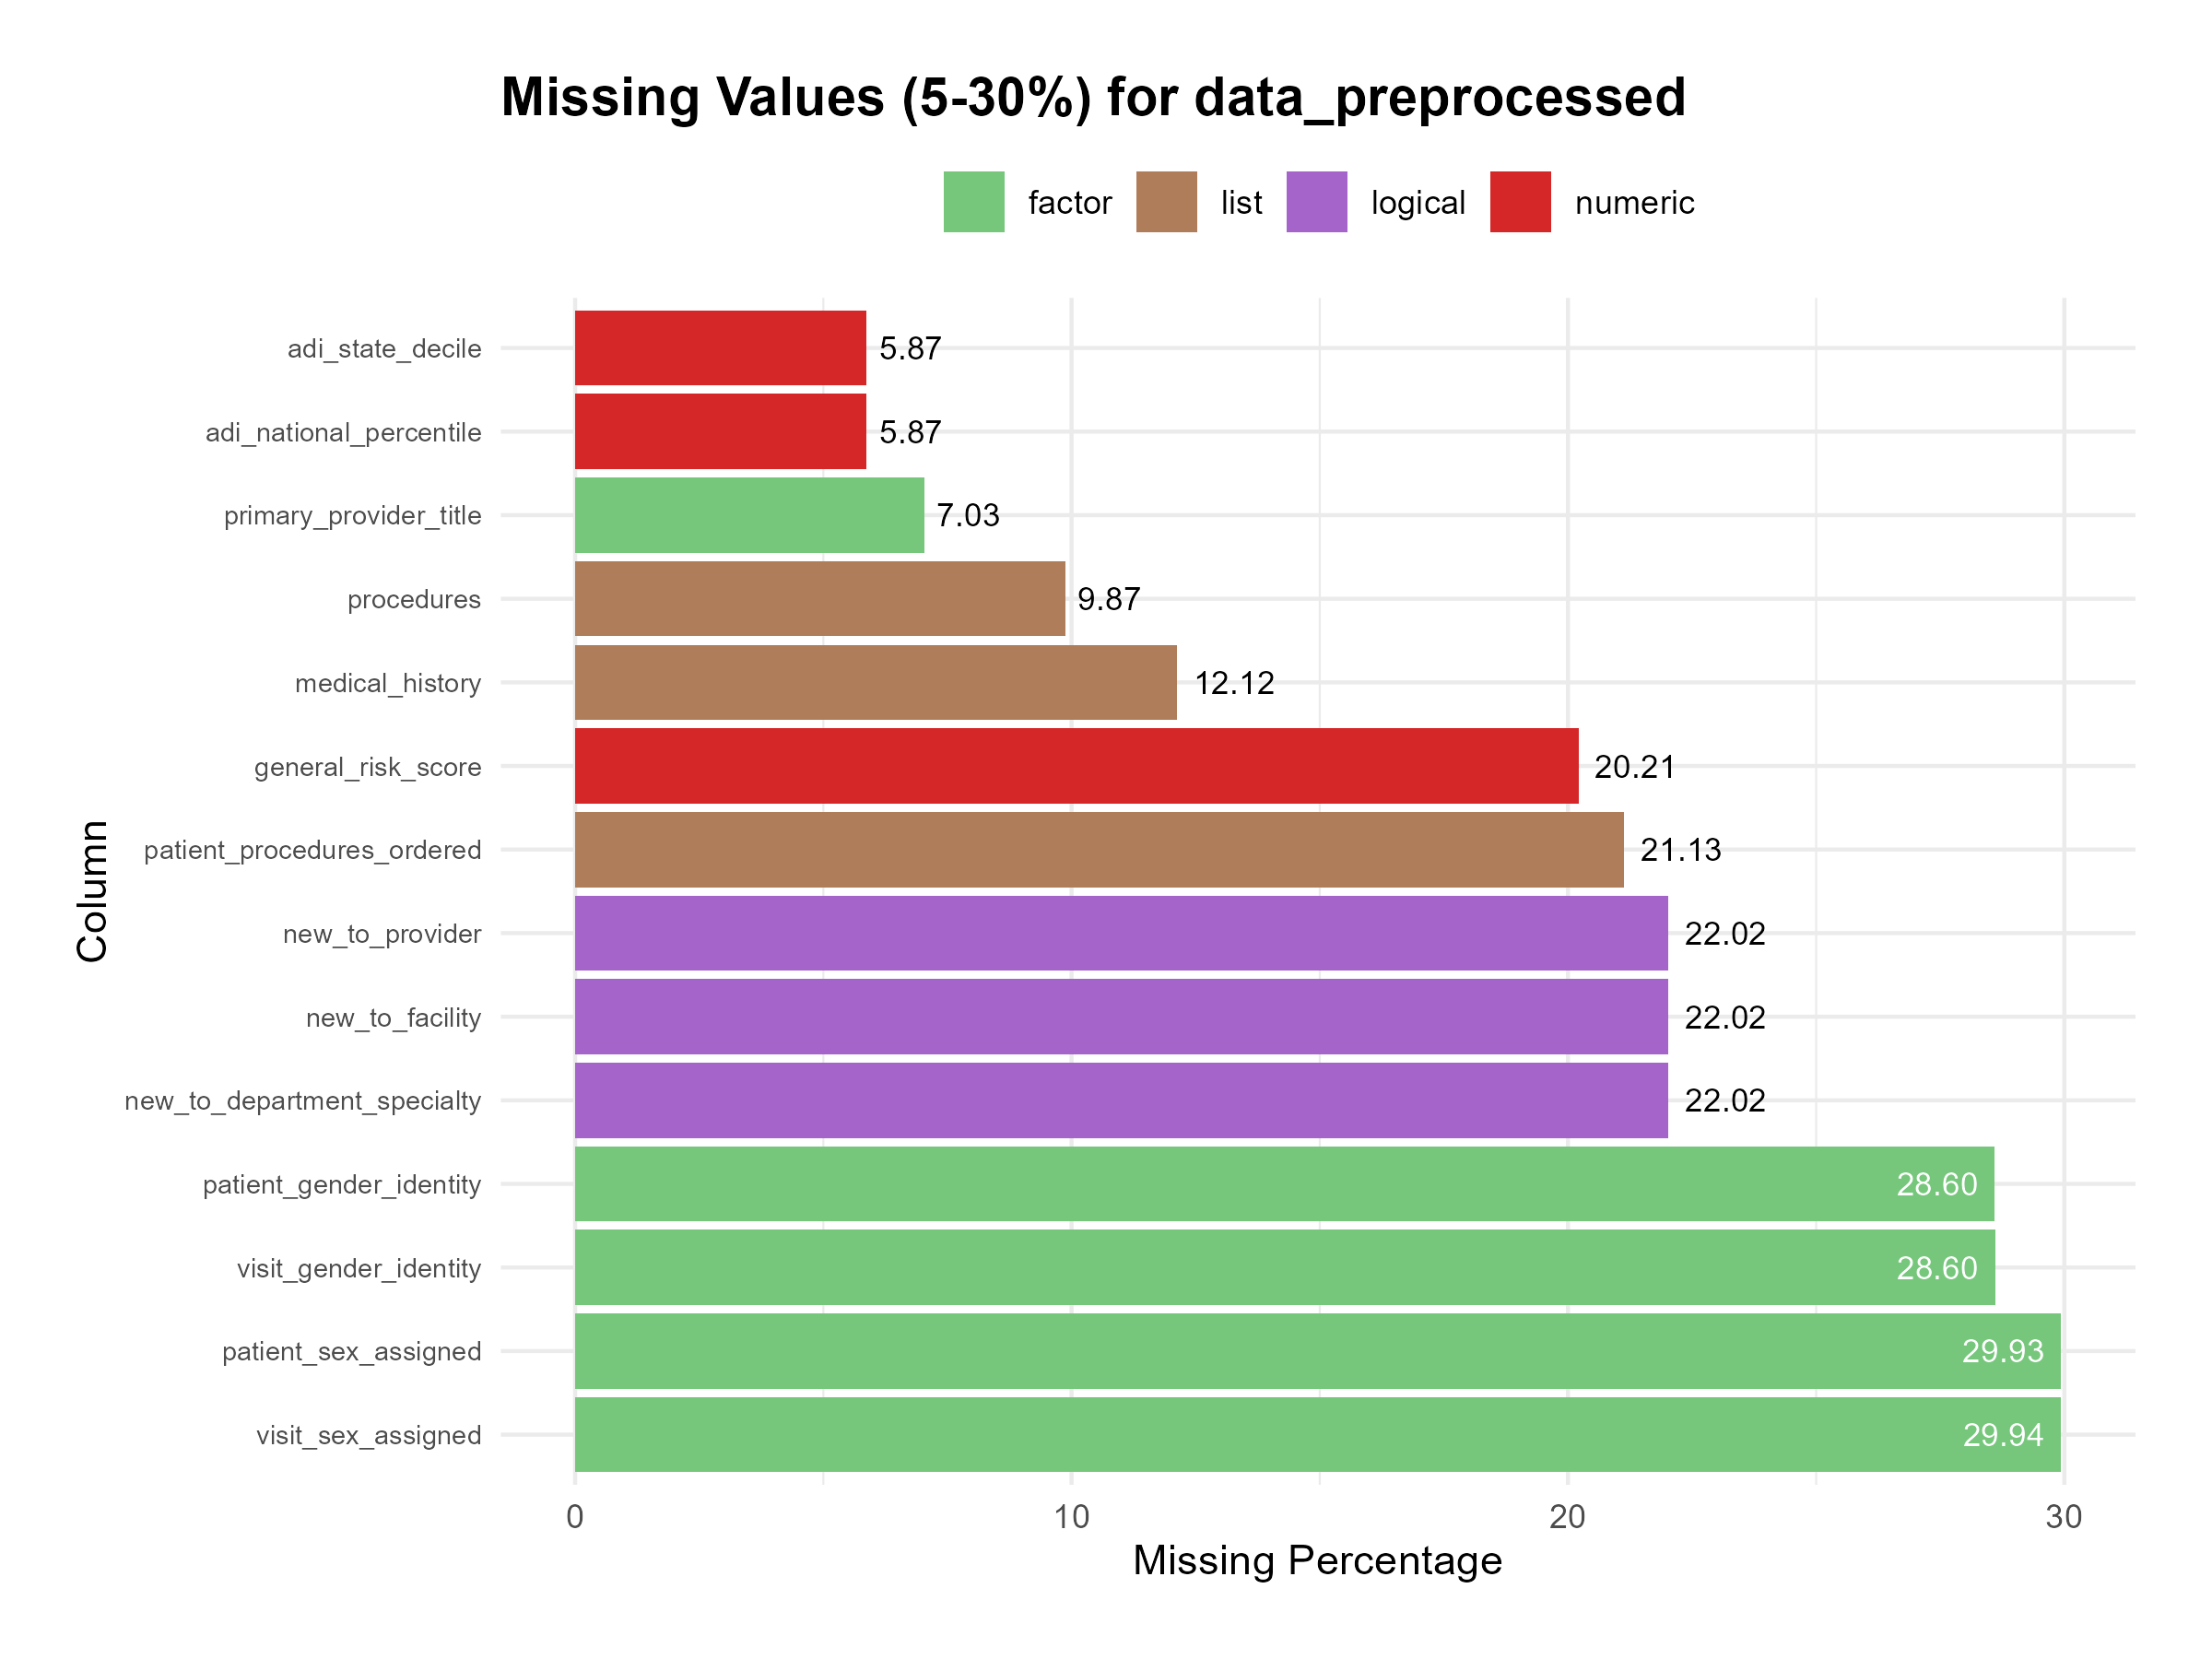 Missing Values (5-30%) for data_preprocessed
factor list logical numeric
adi_state_decile 5.87
adi_national_percentile 5.87
primary_provider_title 7.03
procedures 9.87
medical_history 12.12
general_risk_score 20.21
patient_procedures_ordered 21.13
new_to_provider 22.02
new_to_facility 22.02
new_to_department_specialty 22.02
patient_gender_identity 28.60
visit_gender_identity 28.60
patient_sex_assigned 29.93
visit_sex_assigned 29.94
Column
0 10 20 30
Missing Percentage